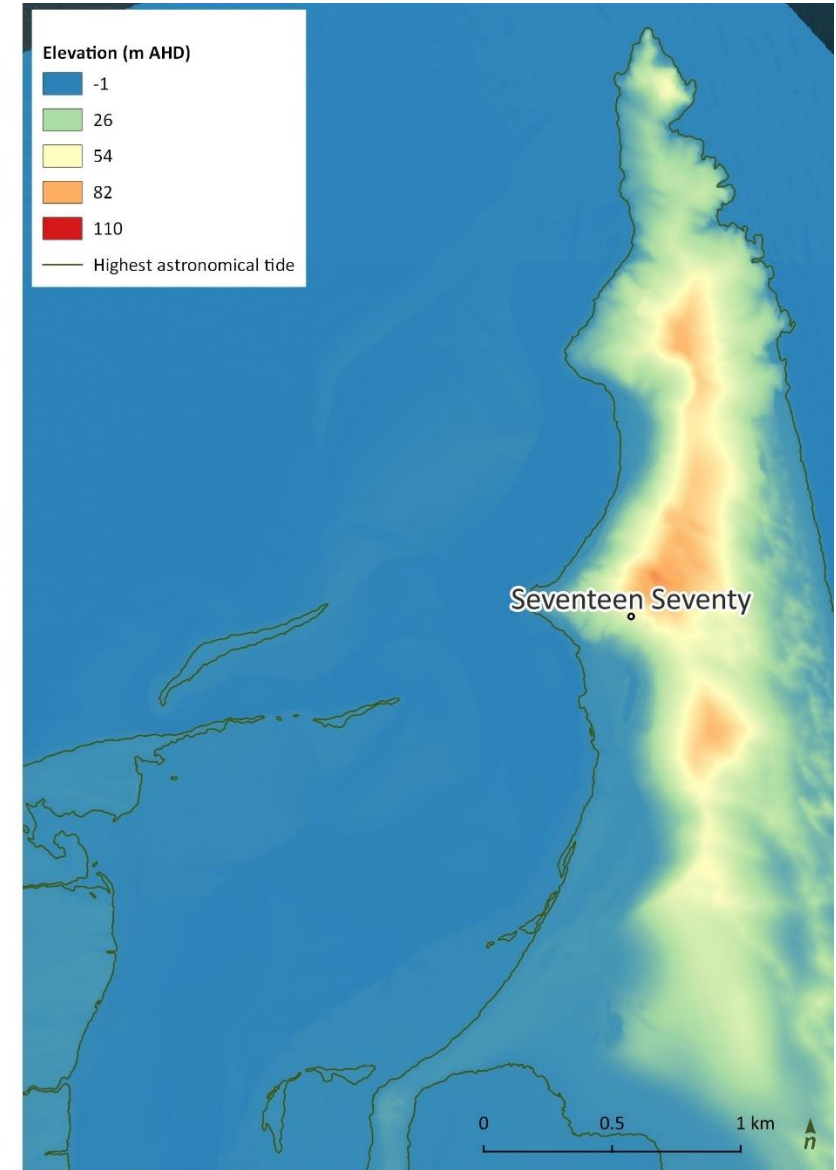 Elevation (m AHD)
-1
26
54
82
110
Highest astronomical tide
Seventeen Seventy
0 0.5 1 km
n